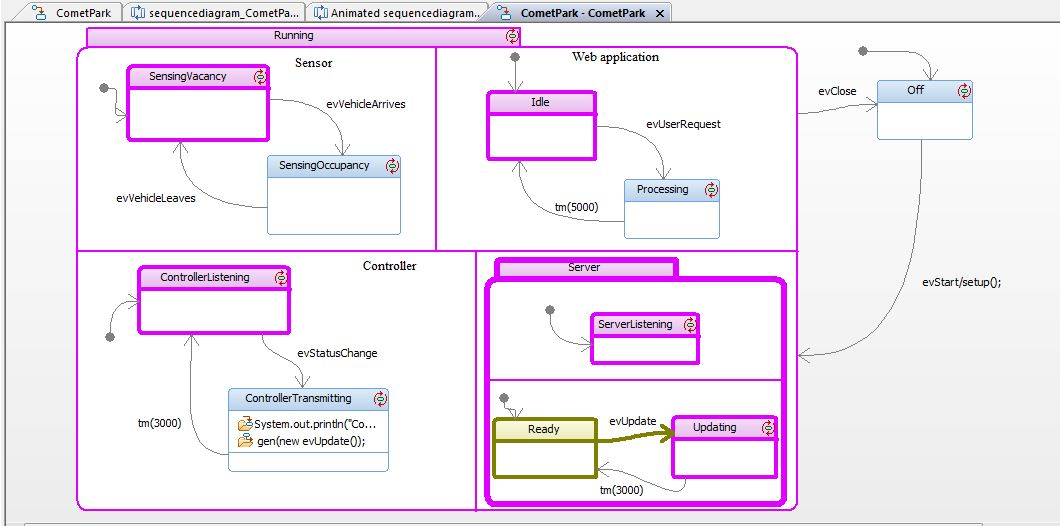 CometPark
sequencediagram_CometPa...
Animated sequencediagram...
CometPark - CometPark
Running
Sensor
SensingVacancy
evVehicleArrives
SensingOccupancy
evVehicleLeaves
Web application
Idle
evUserRequest
Processing
tm(5000)
evClose
Off
evStart/setup();
Controller
ControllerListening
evStatusChange
ControllerTransmitting
System.out.println("Co...
gen(new evUpdate());
tm(3000)
Server
ServerListening
Ready
evUpdate
Updating
tm(3000)